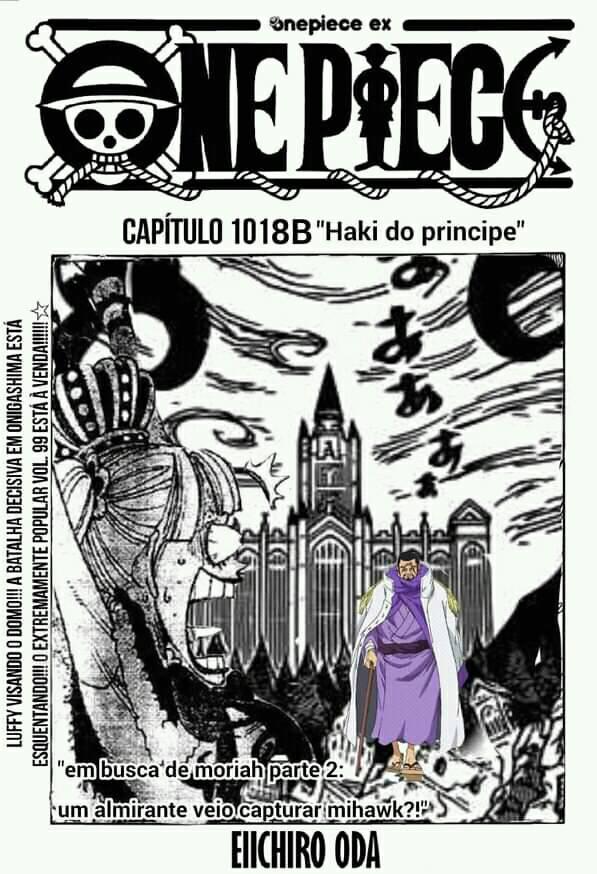 onepiece ex
ONE PIECE
CAPÍTULO 1018B "Haki do principe"
LUFFY VISANDO O DOMO!!! A BATALHA DECISIVA EM ONIGASHIMA ESTÁ
ESQUENTANDO!!!! O EXTREMAMENTE POPULAR VOL. 99 ESTÁ À VENDA!!!!!!☆
ああああぁ
"em busca de moriah parte 2:
um almirante veio capturar mihawk?!"
EIICHIRO ODA